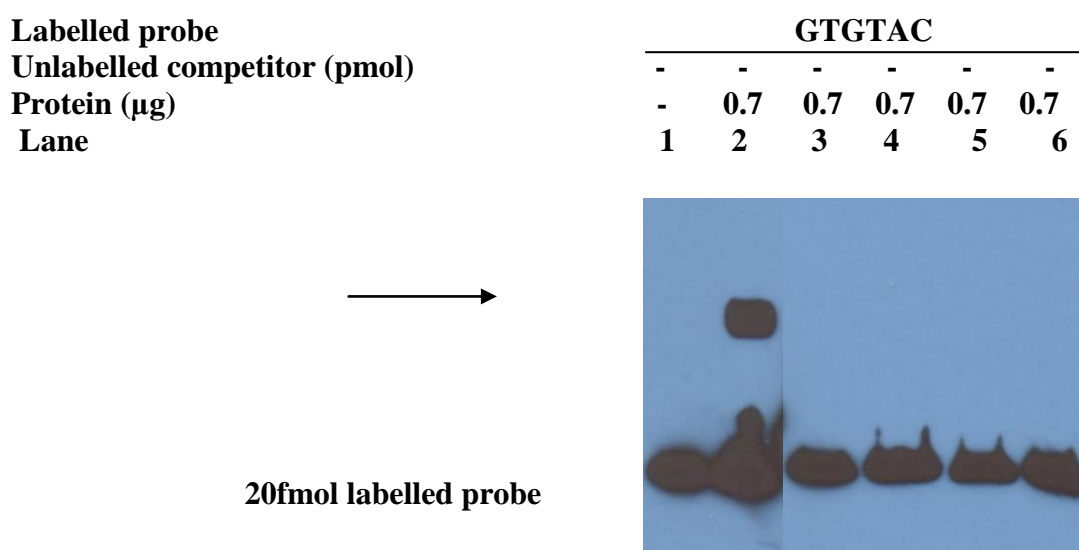 Labelled probe GTGTAC
Unlabelled competitor (pmol) - - - - - -
Protein (µg) - 0.7 0.7 0.7 0.7 0.7
Lane 1 2 3 4 5 6
20fmol labelled probe